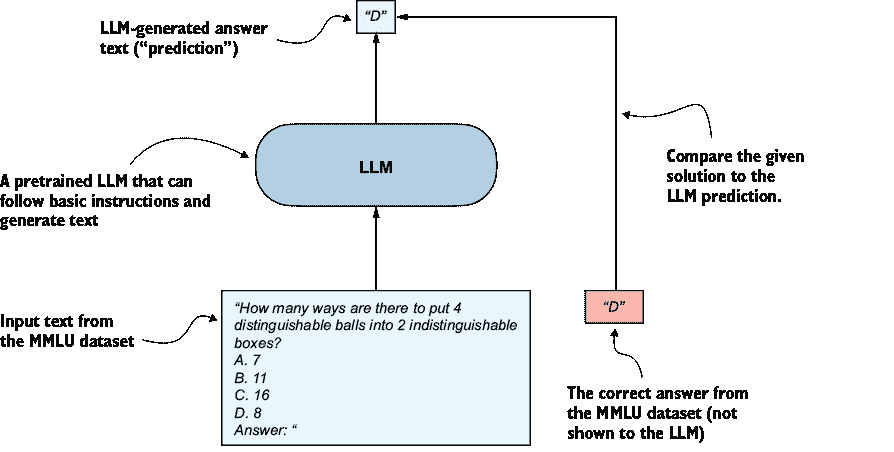 LLM-generated answer
text (“prediction”)
“D”
LLM
A pretrained LLM that can
follow basic instructions and
generate text
Compare the given
solution to the
LLM prediction.
Input text from
the MMLU dataset
“How many ways are there to put 4
distinguishable balls into 2 indistinguishable
boxes?
A. 7
B. 11
C. 16
D. 8
Answer: “
“D”
The correct answer from
the MMLU dataset (not
shown to the LLM)